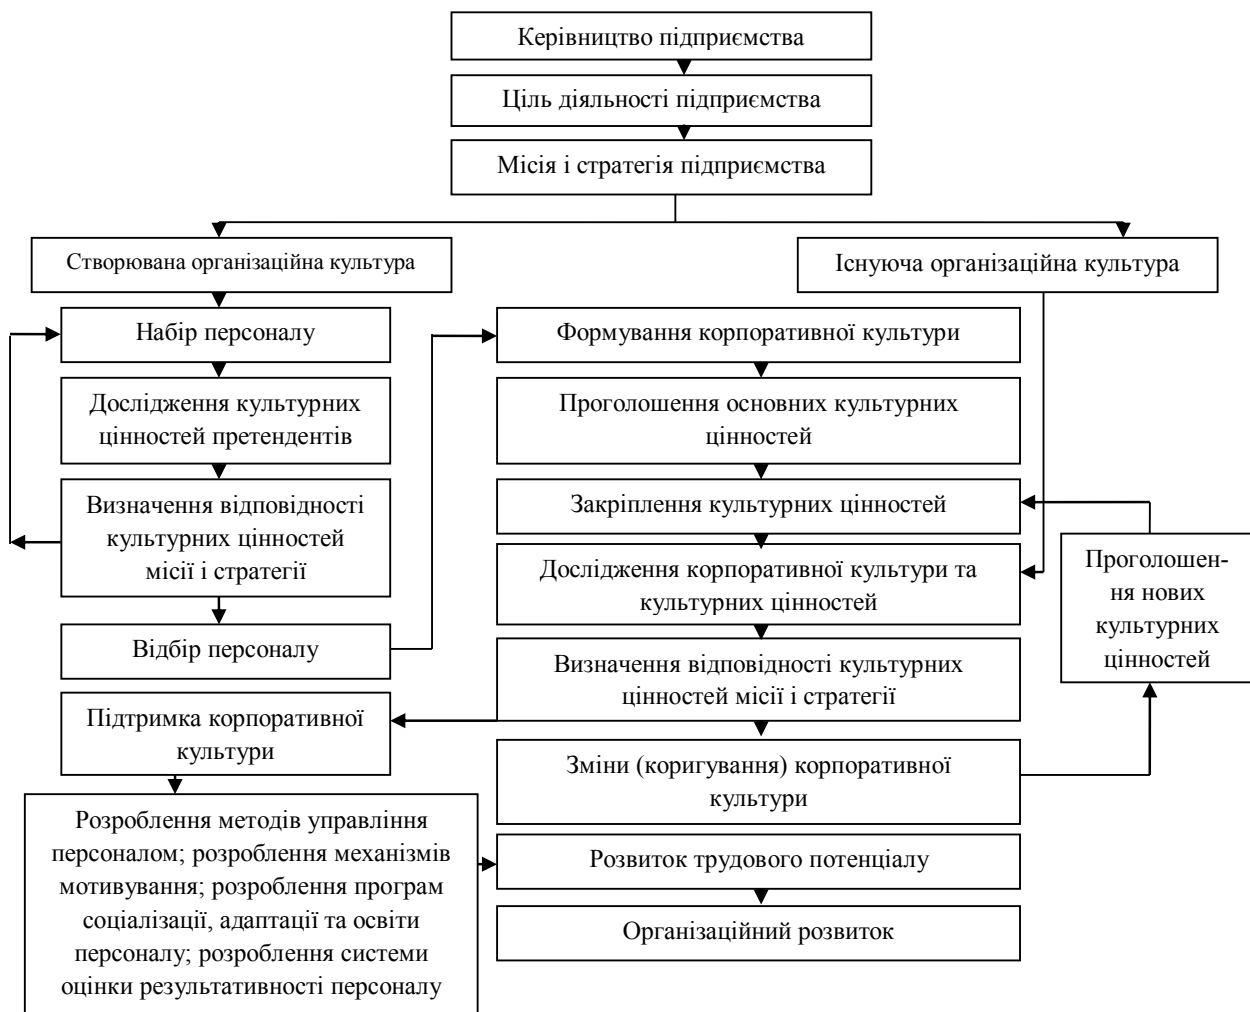 Керівництво підприємства
Ціль діяльності підприємства
Місія і стратегія підприємства
Створювана організаційна культура
Існуюча організаційна культура
Набір персоналу
Дослідження культурних
цінностей претендентів
Визначення відповідності
культурних цінностей
місії і стратегії
Відбір персоналу
Формування корпоративної культури
Проголошення основних культурних
цінностей
Закріплення культурних цінностей
Дослідження корпоративної культури та
культурних цінностей
Визначення відповідності культурних
цінностей місії і стратегії
Зміни (коригування) корпоративної
культури
Проголошен-
ня нових
культурних
цінностей
Підтримка корпоративної
культури
Розроблення методів управління
персоналом; розроблення механізмів
мотивування; розроблення програм
соціалізації, адаптації та освіти
персоналу; розроблення системи
оцінки результативності персоналу
Розвиток трудового потенціалу
Організаційний розвиток